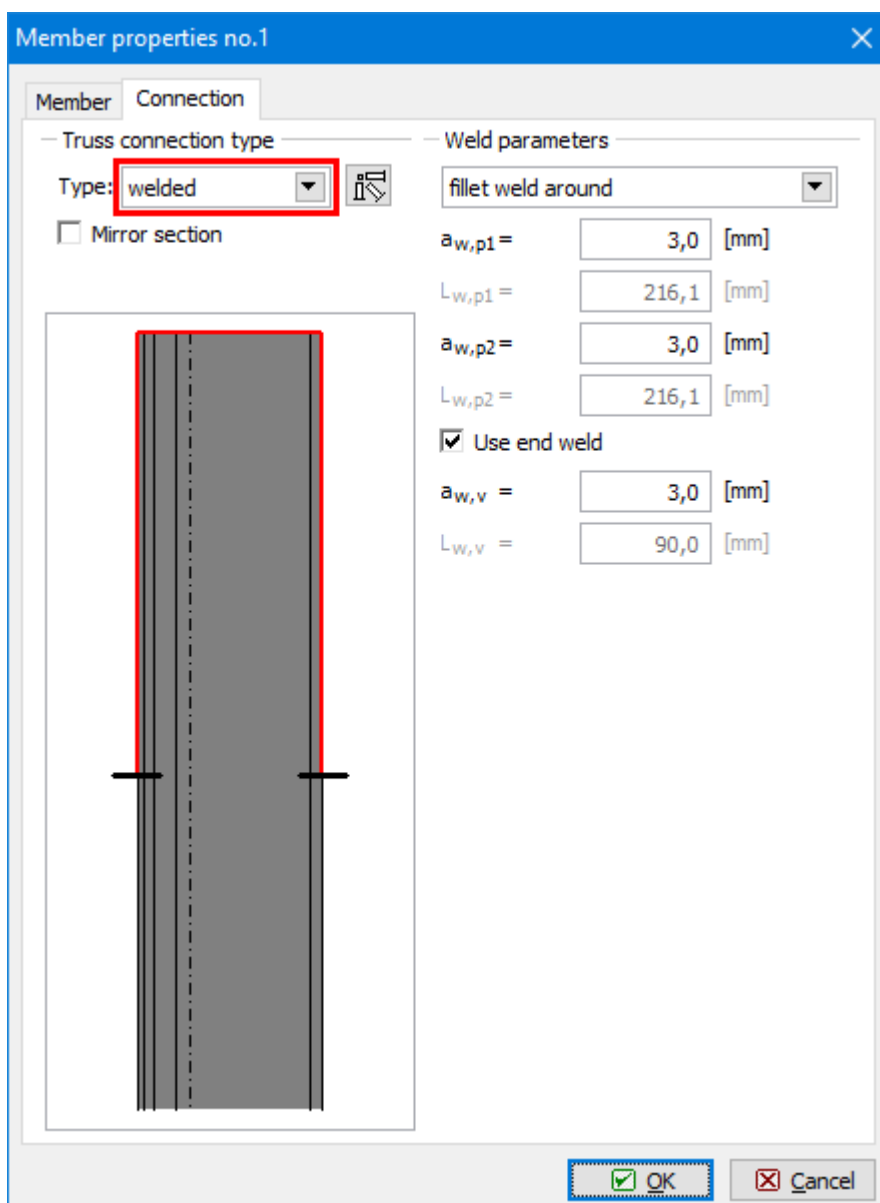 Member properties no.1
Member Connection
Truss connection type
Type: welded
Mirror section
Weld parameters
fillet weld around
aw,p1= 3,0 [mm]
Lw,p1= 216,1 [mm]
aw,p2= 3,0 [mm]
Lw,p2= 216,1 [mm]
Use end weld
aw,v = 3,0 [mm]
Lw,v = 90,0 [mm]
OK Cancel